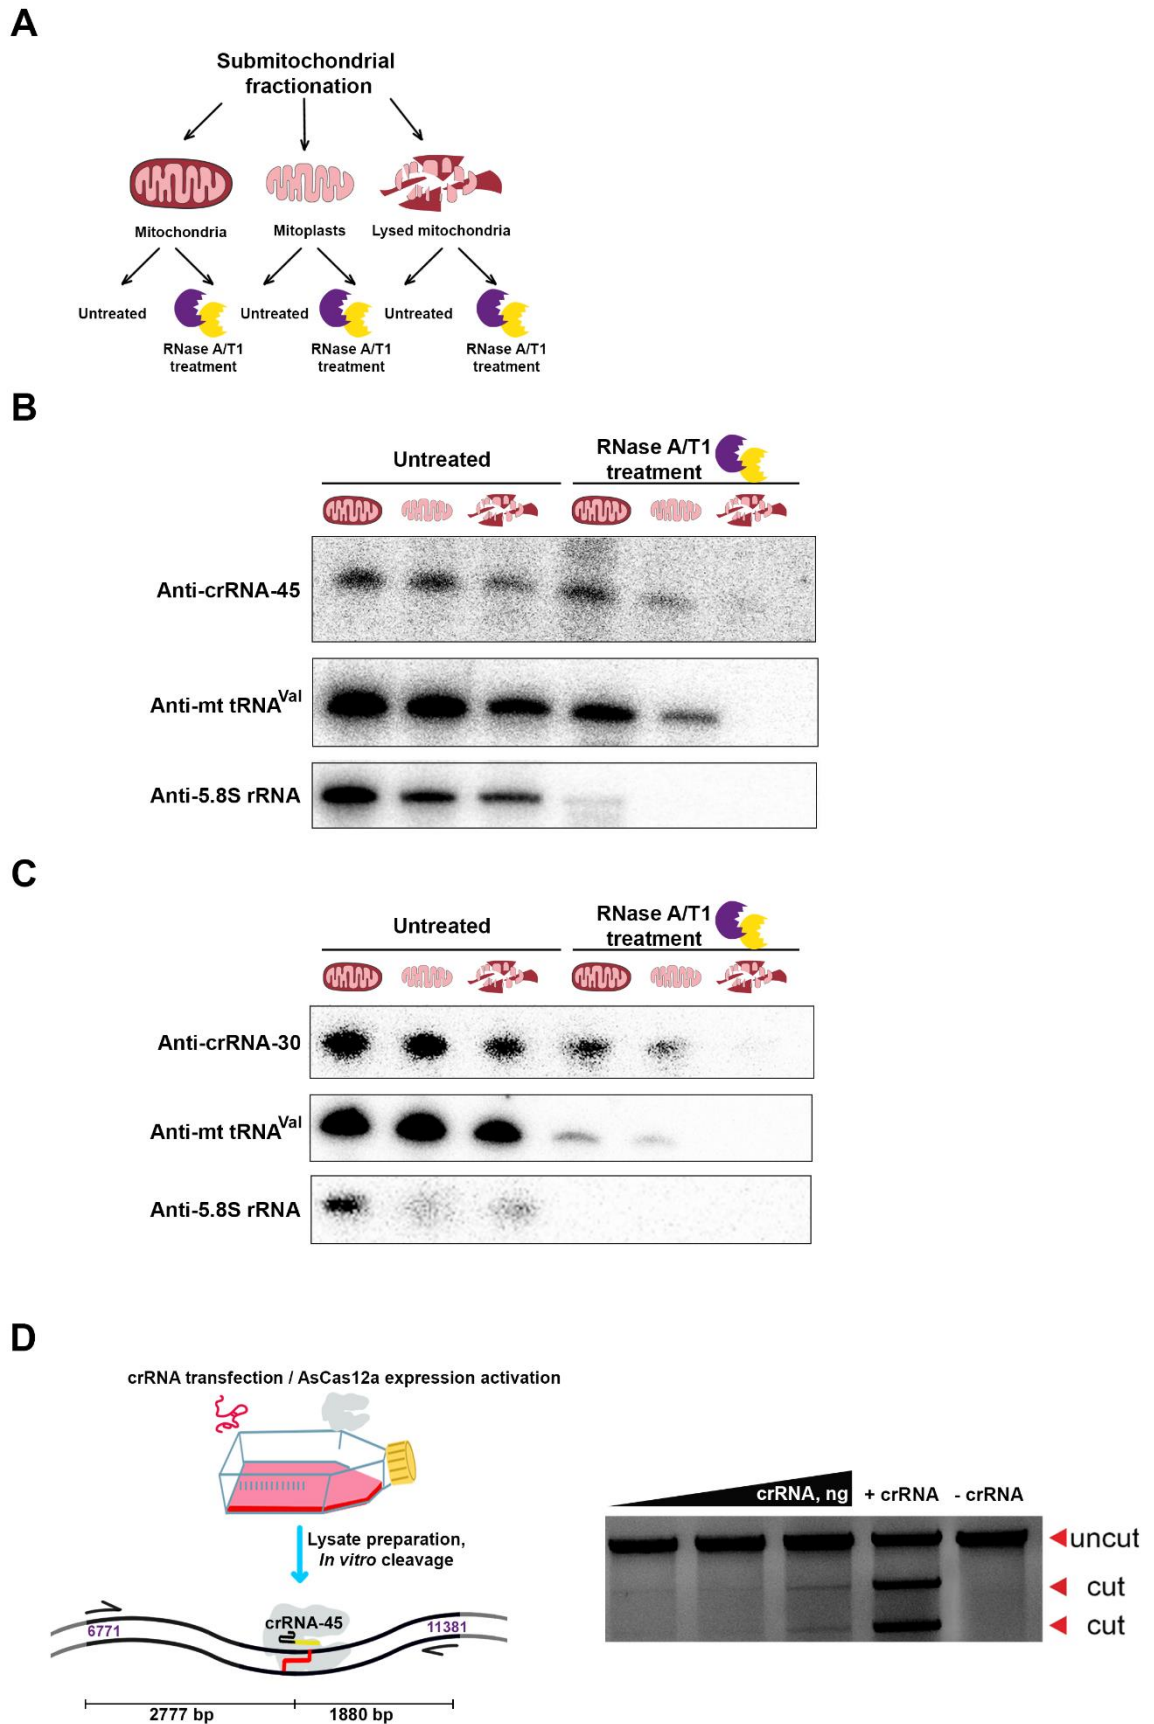 A
Submitochondrial
fractionation
Mitochondria
Mitoplasts
Lysed mitochondria
Untreated
Untreated
Untreated
RNase A/T1
treatment
RNase A/T1
treatment
RNase A/T1
treatment
B
Untreated
RNase A/T1
treatment
Anti-crRNA-45
Anti-mt tRNAVal
Anti-5.8S rRNA
C
Untreated
RNase A/T1
treatment
Anti-crRNA-30
Anti-mt tRNAVal
Anti-5.8S rRNA
D
crRNA transfection / AsCas12a expression activation
Lysate preparation,
In vitro cleavage
crRNA-45
6771
11381
2777 bp
1880 bp
crRNA, ng
+ crRNA
- crRNA
uncut
cut
cut